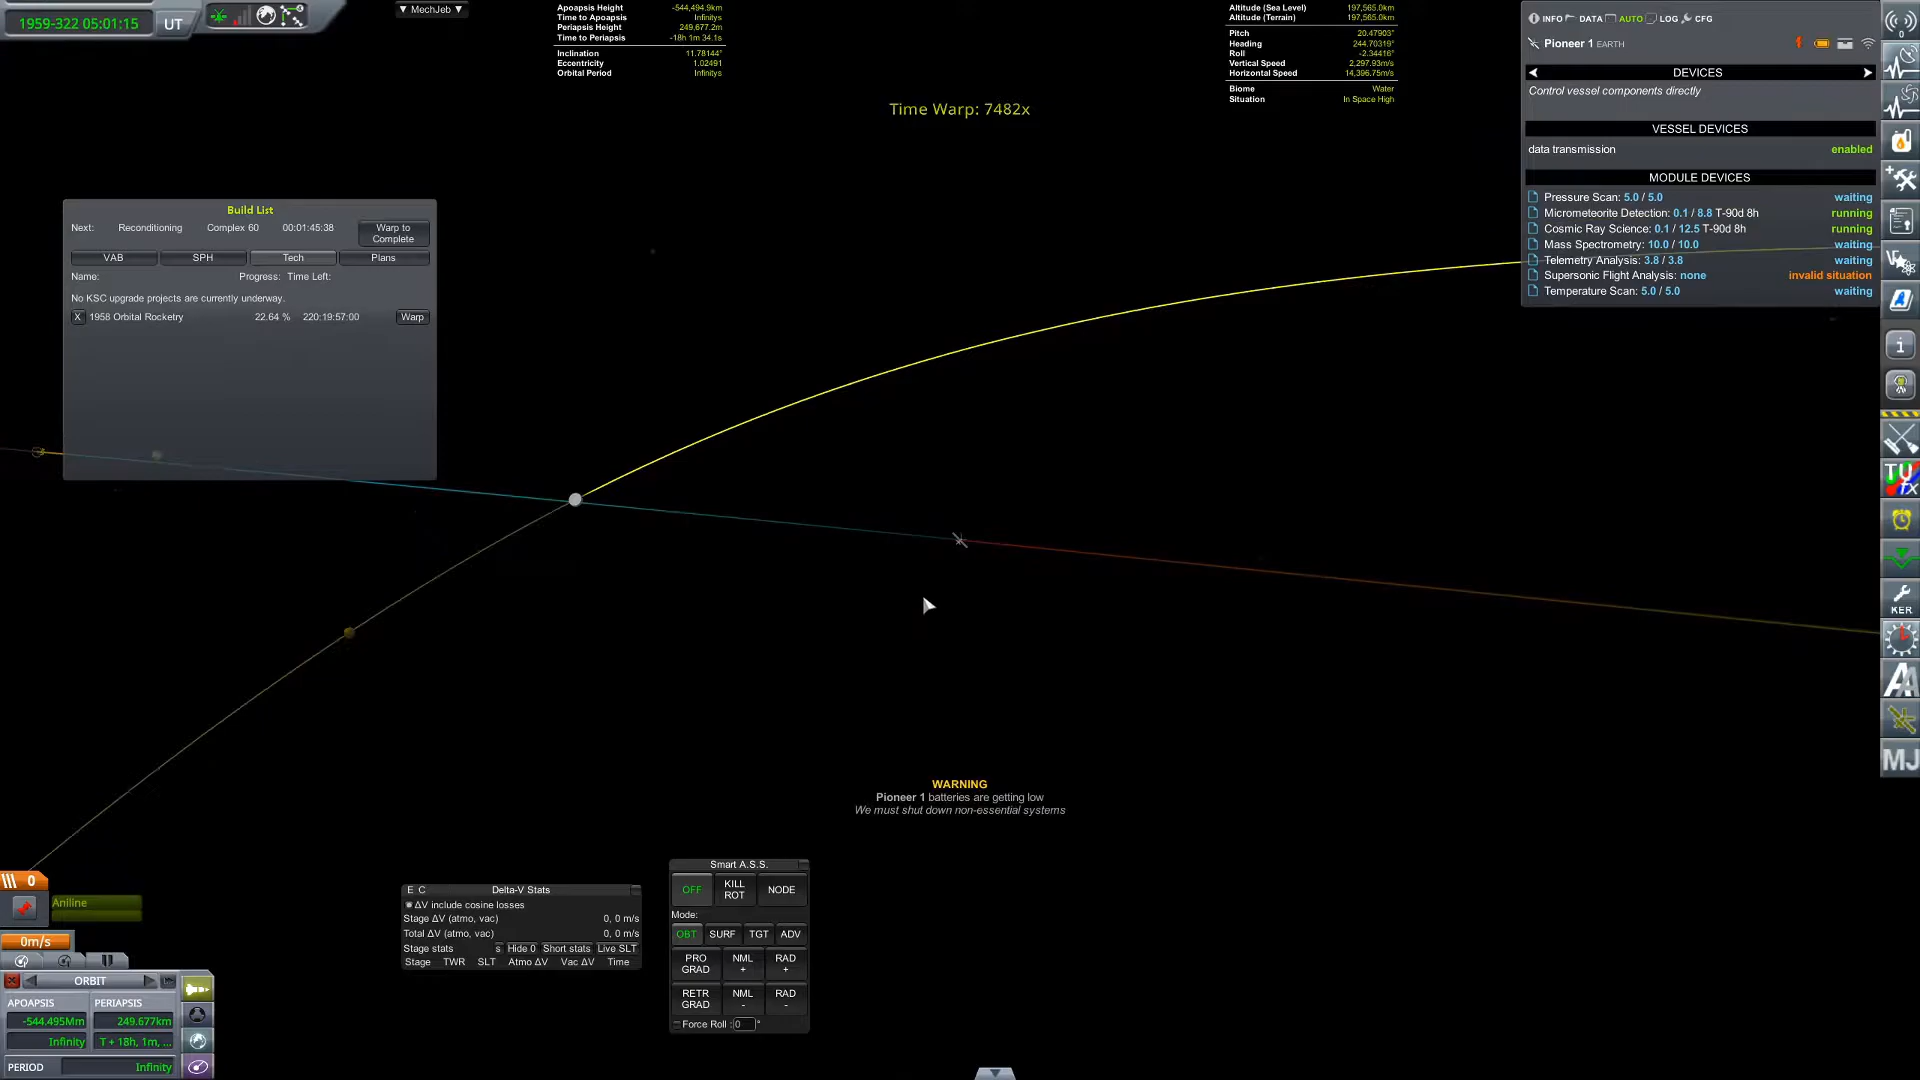 1959-322 05:01:15 UT
▼ MechJeb ▼
Apoapsis Height -544,494.9km
Time to Apoapsis Infinitys
Periapsis Height 249,677.2m
Time to Periapsis -18h 1m 34.1s
Inclination 11.78144°
Eccentricity 1.02491
Orbital Period Infinitys
Altitude (Sea Level) 197,565.0km
Altitude (Terrain) 197,565.0km
Pitch 20.47903°
Heading 244.70319°
Roll -2.34416°
Vertical Speed 2,297.93m/s
Horizontal Speed 14,396.75m/s
Biome Water
Situation In Space High
Time Warp: 7482x
INFO DATA AUTO LOG CFG
Pioneer 1 EARTH
DEVICES
Control vessel components directly
VESSEL DEVICES
data transmission enabled
MODULE DEVICES
Pressure Scan: 5.0 / 5.0 waiting
Micrometeorite Detection: 0.1 / 8.8 T-90d 8h running
Cosmic Ray Science: 0.1 / 12.5 T-90d 8h running
Mass Spectrometry: 10.0 / 10.0 waiting
Telemetry Analysis: 3.8 / 3.8 waiting
Supersonic Flight Analysis: none invalid situation
Temperature Scan: 5.0 / 5.0 waiting
Build List
Next: Reconditioning Complex 60 00:01:45:38 Warp to Complete
VAB SPH Tech Plans
Name: Progress: Time Left:
No KSC upgrade projects are currently underway.
X 1958 Orbital Rocketry 22.64 % 220:19:57:00 Warp
WARNING
Pioneer 1 batteries are getting low
We must shut down non-essential systems
0
Aniline
0m/s
ORBIT
APOAPSIS PERIAPSIS
-544.495Mm 249.677km
Infinity T + 18h, 1m, ...
PERIOD Infinity
E C Delta-V Stats
ΔV include cosine losses
Stage ΔV (atmo, vac) 0, 0 m/s
Total ΔV (atmo, vac) 0, 0 m/s
Stage stats s Hide 0 Short stats Live SLT
Stage TWR SLT Atmo ΔV Vac ΔV Time
Smart A.S.S.
OFF KILL ROT NODE
Mode:
OBT SURF TGT ADV
PRO GRAD NML + RAD +
RETR GRAD NML - RAD -
Force Roll : 0 °
0
TU
TX
KER
A
MJ